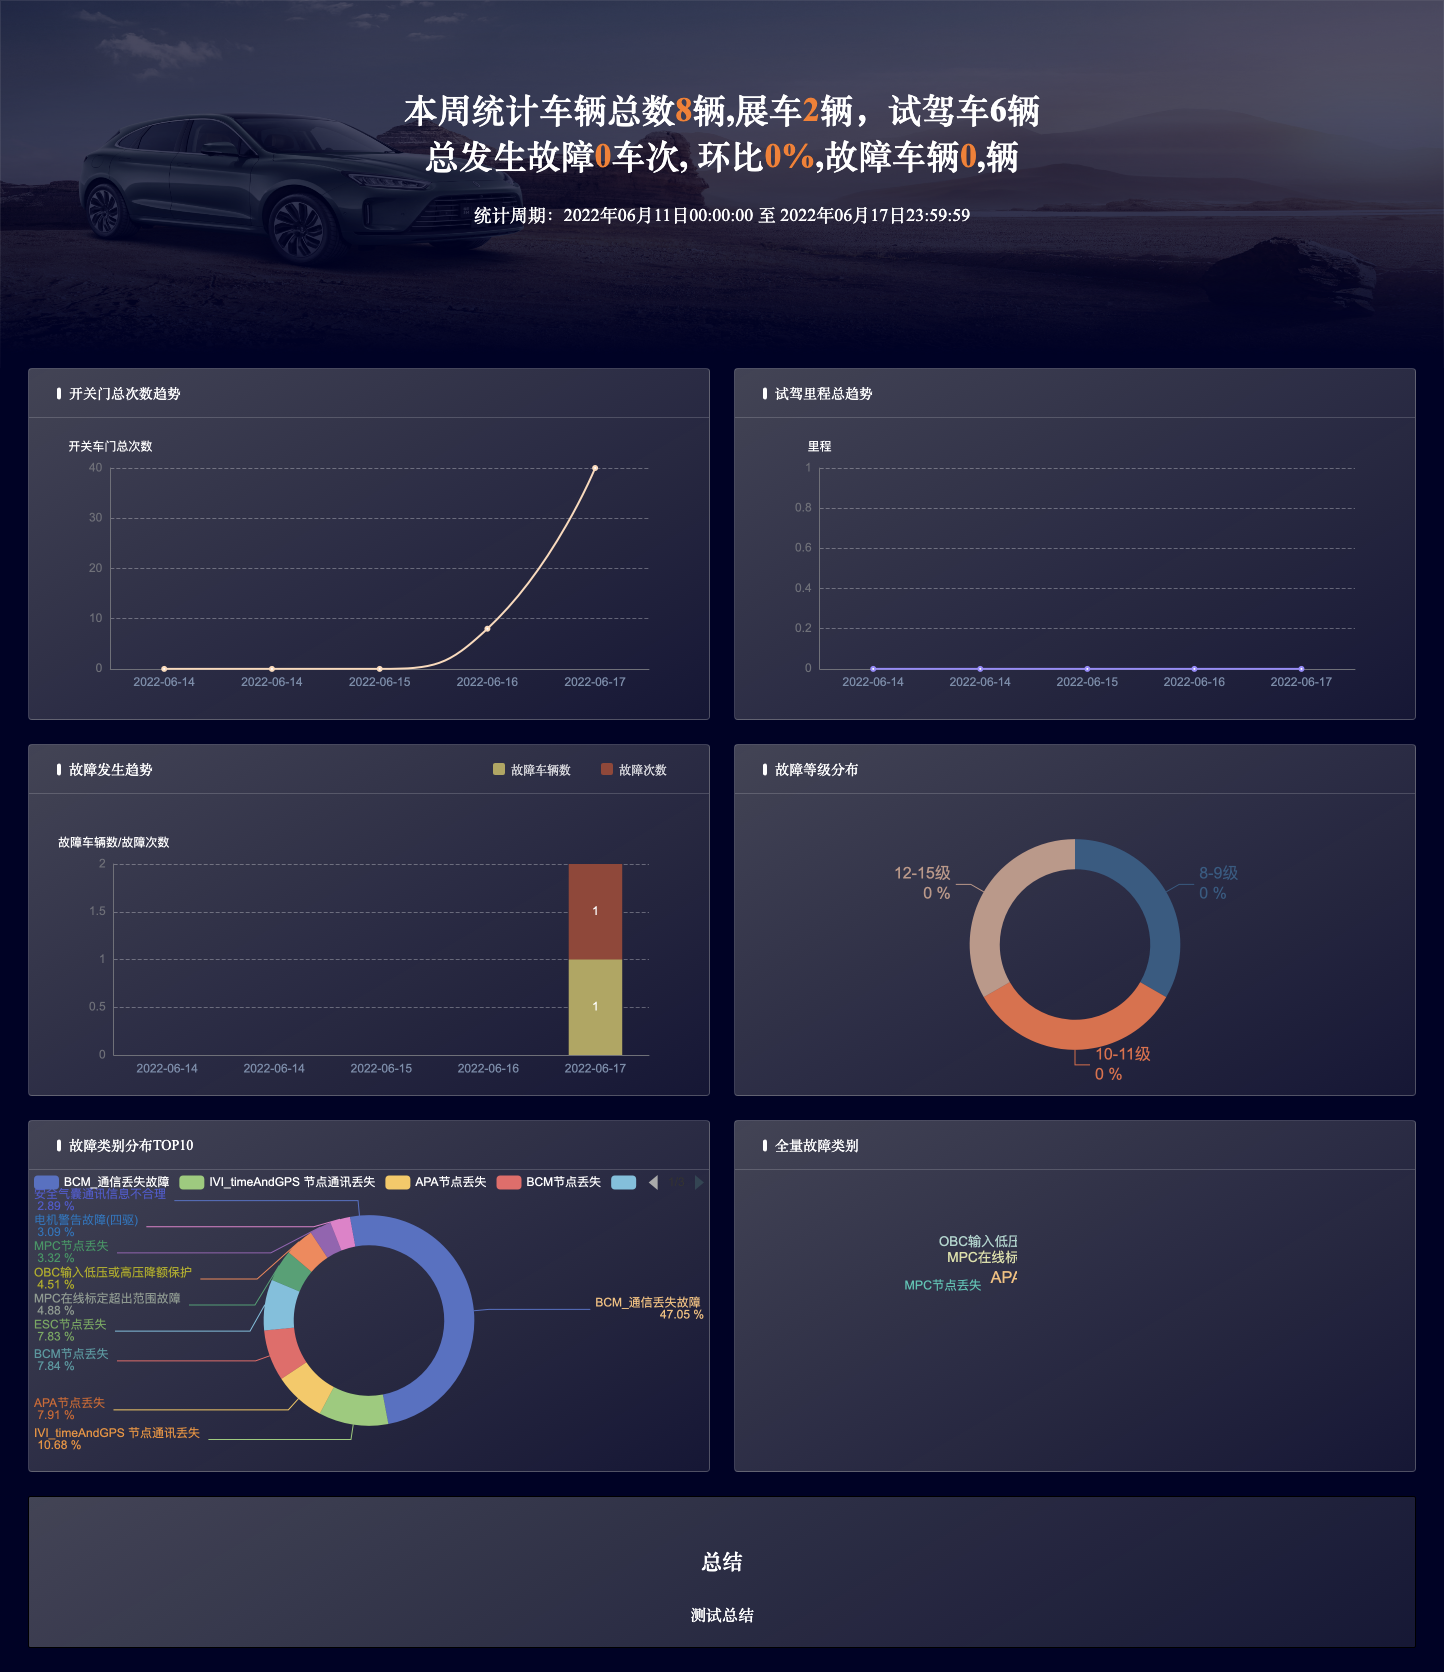 本周统计车辆总数8辆,展车2辆，试驾车6辆
总发生故障0车次, 环比0%,故障车辆0,辆
统计周期：2022年06月11日00:00:00 至 2022年06月17日23:59:59
开关门总次数趋势
开关车门总次数
40
30
20
10
0
2022-06-14 2022-06-14 2022-06-15 2022-06-16 2022-06-17
试驾里程总趋势
里程
1
0.8
0.6
0.4
0.2
0
2022-06-14 2022-06-14 2022-06-15 2022-06-16 2022-06-17
故障发生趋势
故障车辆数 故障次数
故障车辆数/故障次数
2
1.5
1
0.5
0
1
1
2022-06-14 2022-06-14 2022-06-15 2022-06-16 2022-06-17
故障等级分布
12-15级
0 %
8-9级
0 %
10-11级
0 %
故障类别分布TOP10
BCM_通信丢失故障 IVI_timeAndGPS 节点通讯丢失 APA节点丢失 BCM节点丢失
安全气囊通讯信息不合理
2.89 %
电机警告故障(四驱)
3.09 %
MPC节点丢失
3.32 %
OBC输入低压或高压降额保护
4.51 %
MPC在线标定超出范围故障
4.88 %
ESC节点丢失
7.83 %
BCM节点丢失
7.84 %
APA节点丢失
7.91 %
IVI_timeAndGPS 节点通讯丢失
10.68 %
BCM_通信丢失故障
47.05 %
全量故障类别
OBC输入低压
MPC在线标
MPC节点丢失 APA
总结
测试总结